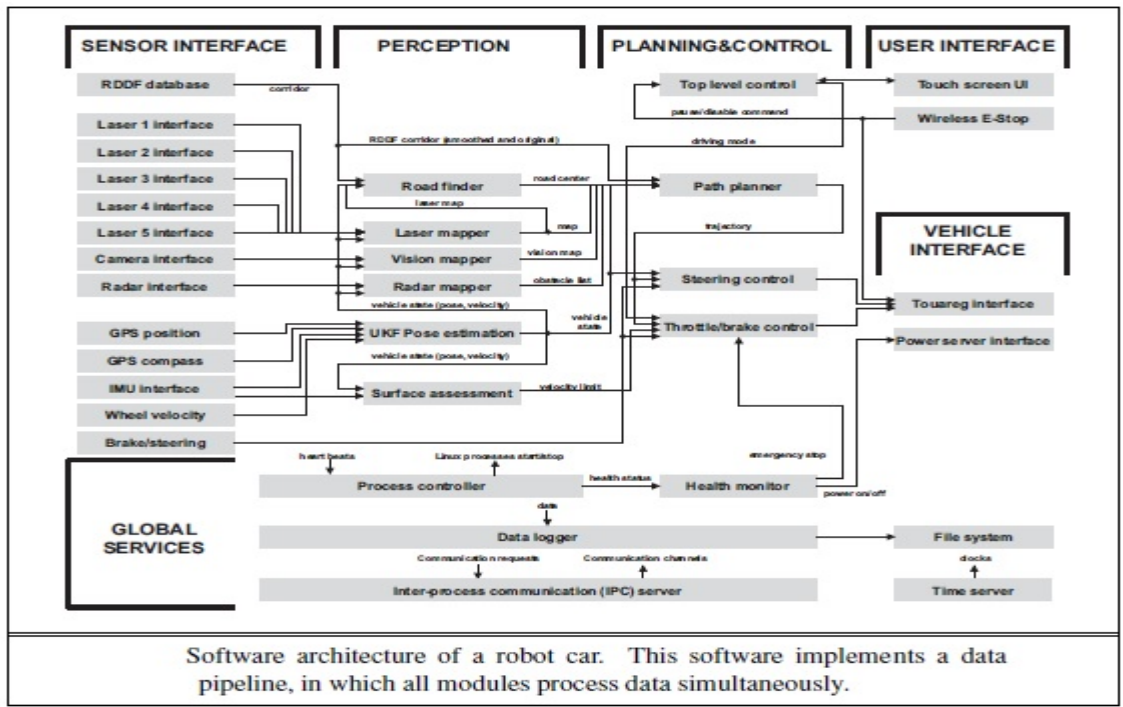 SENSOR INTERFACE
PERCEPTION
PLANNING&CONTROL
USER INTERFACE
RDDF database
corridor
Top level control
Touch screen UI
pause/disable command
Wireless E-Stop
Laser 1 interface
Laser 2 interface
Laser 3 interface
Laser 4 interface
Laser 5 interface
Camera interface
Radar interface
RDDF corridor (smoothed and original)
driving mode
Road finder
road center
Path planner
laser map
Laser mapper
map
trajectory
VEHICLE
INTERFACE
Vision mapper
vision map
Radar mapper
obstacle list
Steering control
vehicle state (pose, velocity)
Touareg interface
GPS position
UKF Pose estimation
vehicle
state
Throttle/brake control
Power server interface
GPS compass
vehicle state (pose, velocity)
IMU interface
Surface assessment
velocity limit
Wheel velocity
Brake/steering
heart beats
Linux processes start/stop
emergency stop
health status
Process controller
Health monitor
power on/off
GLOBAL
SERVICES
data
Data logger
File system
Communication requests
Communication channels
clocks
Inter-process communication (IPC) server
Time server
Software architecture of a robot car. This software implements a data
pipeline, in which all modules process data simultaneously.